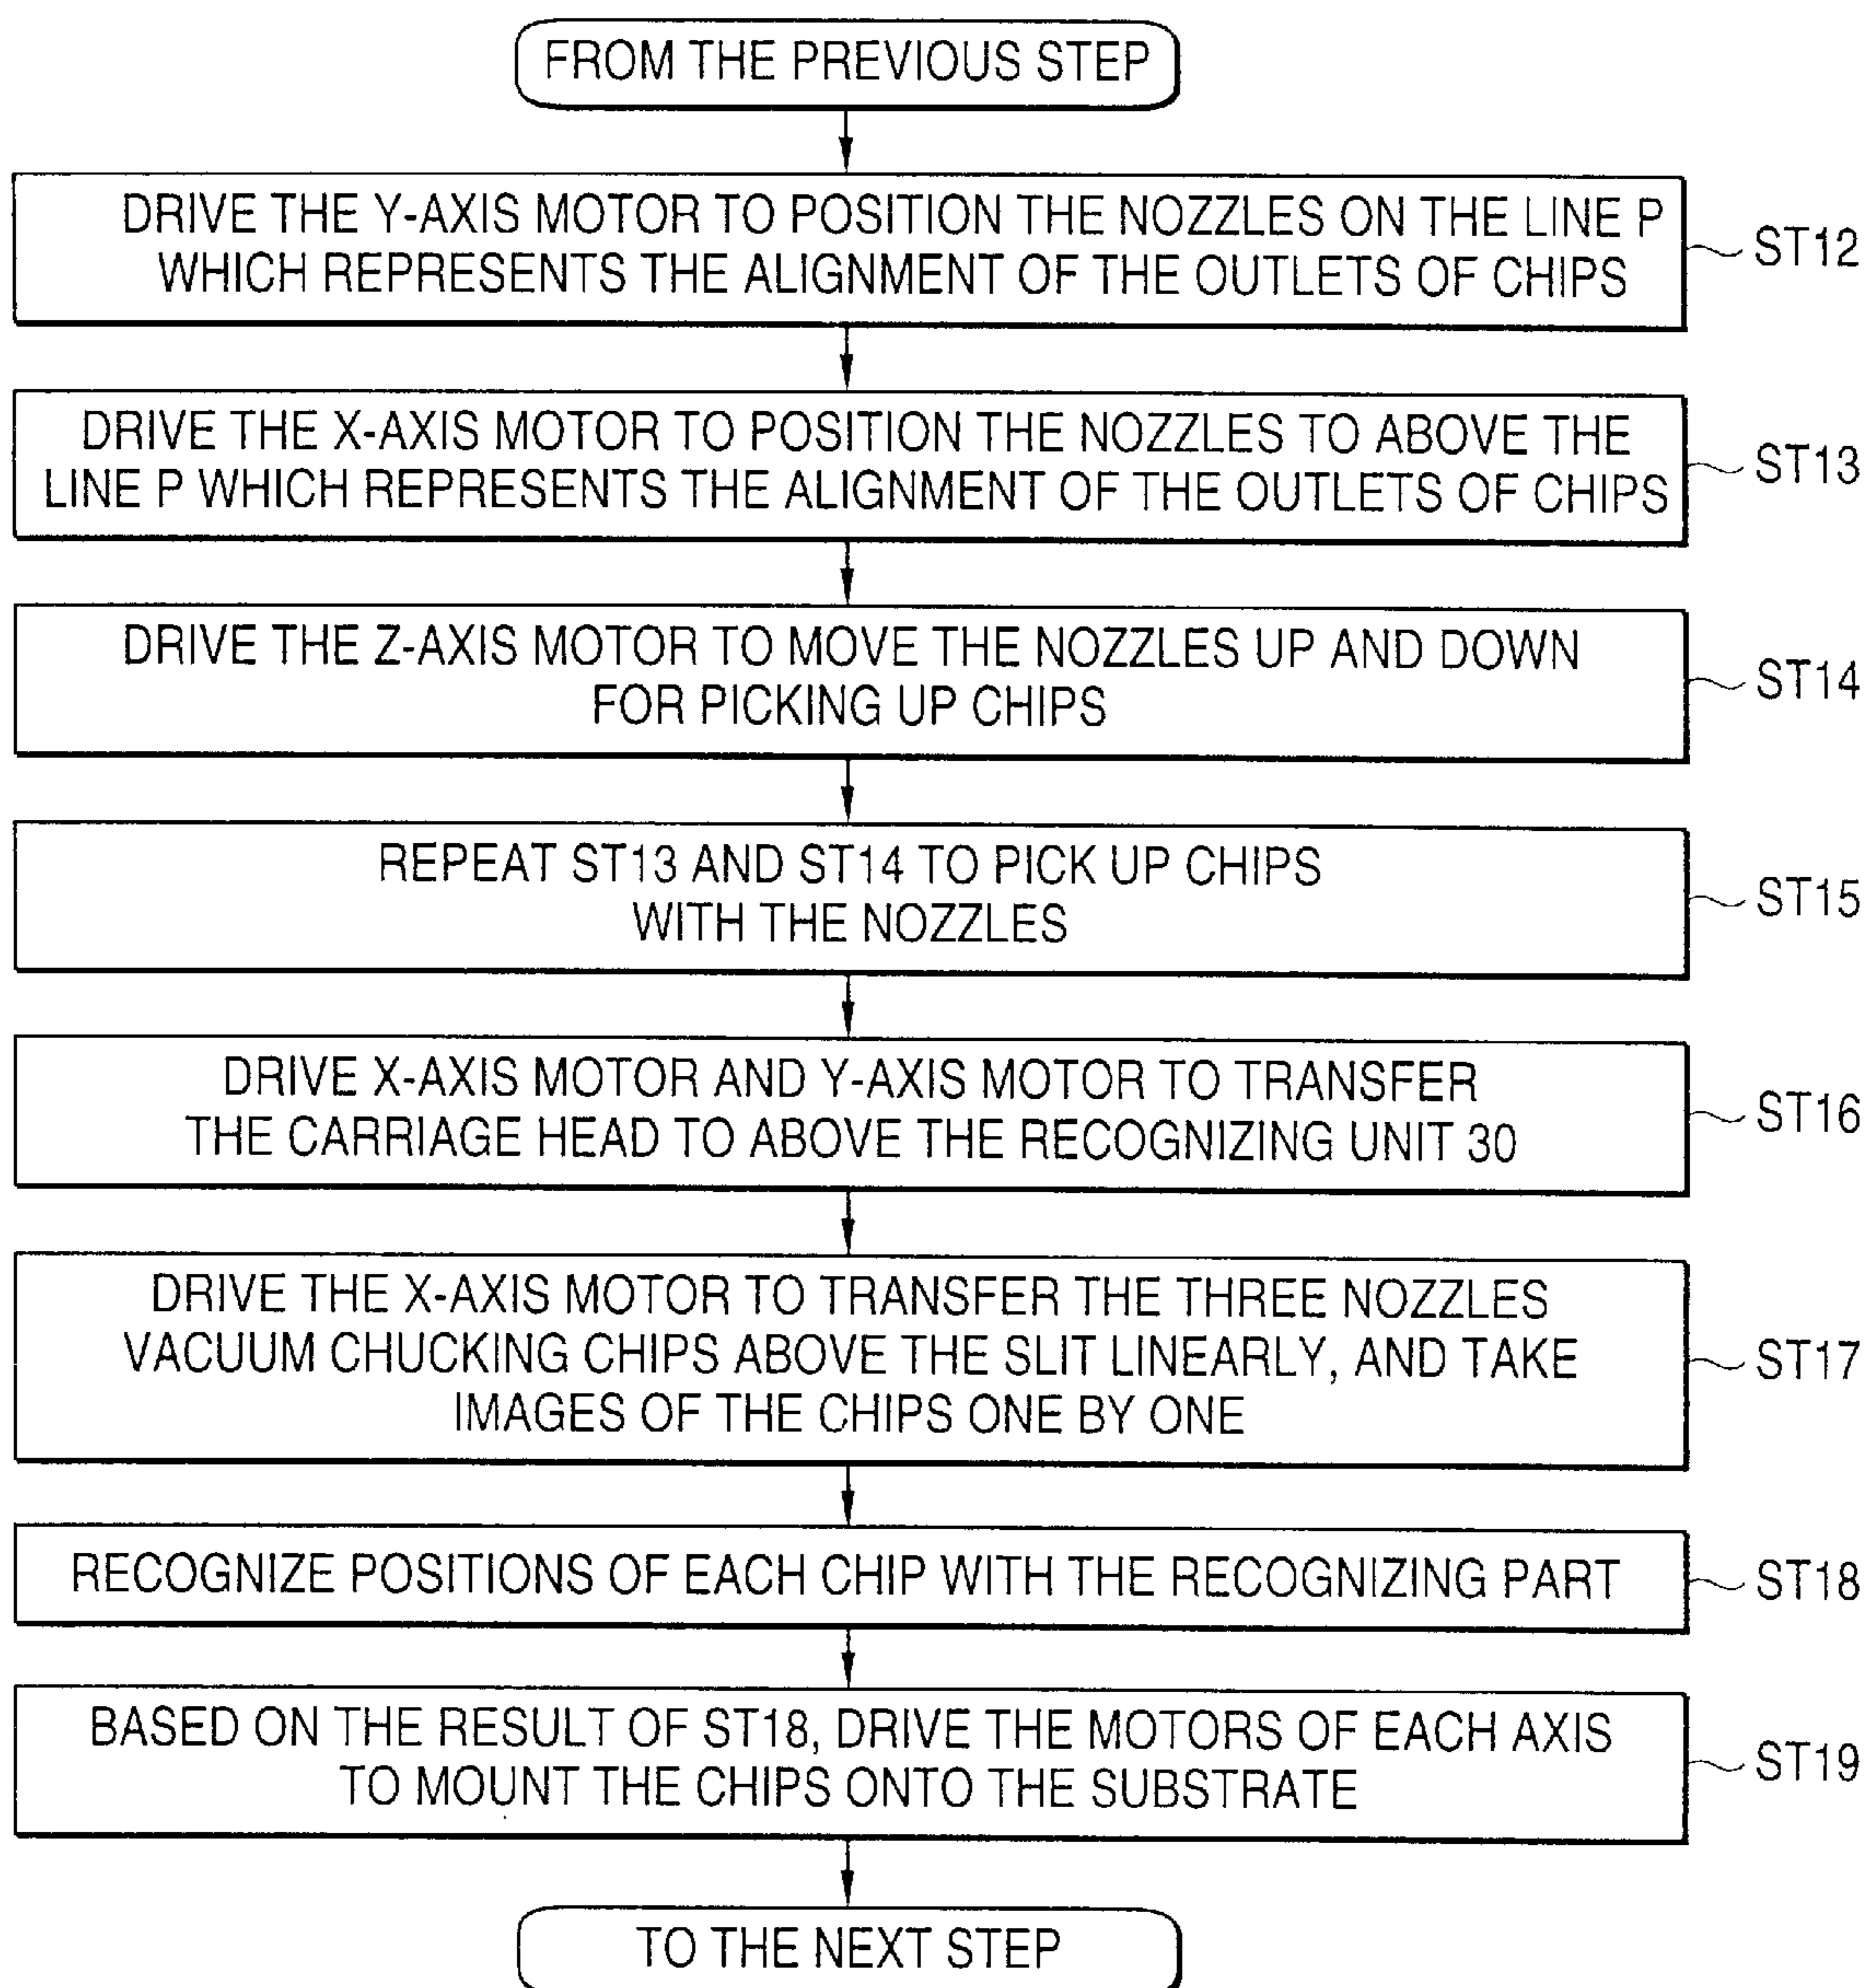 FROM THE PREVIOUS STEP
DRIVE THE Y-AXIS MOTOR TO POSITION THE NOZZLES ON THE LINE P
WHICH REPRESENTS THE ALIGNMENT OF THE OUTLETS OF CHIPS
ST12
DRIVE THE X-AXIS MOTOR TO POSITION THE NOZZLES TO ABOVE THE
LINE P WHICH REPRESENTS THE ALIGNMENT OF THE OUTLETS OF CHIPS
ST13
DRIVE THE Z-AXIS MOTOR TO MOVE THE NOZZLES UP AND DOWN
FOR PICKING UP CHIPS
ST14
REPEAT ST13 AND ST14 TO PICK UP CHIPS
WITH THE NOZZLES
ST15
DRIVE X-AXIS MOTOR AND Y-AXIS MOTOR TO TRANSFER
THE CARRIAGE HEAD TO ABOVE THE RECOGNIZING UNIT 30
ST16
DRIVE THE X-AXIS MOTOR TO TRANSFER THE THREE NOZZLES
VACUUM CHUCKING CHIPS ABOVE THE SLIT LINEARLY, AND TAKE
IMAGES OF THE CHIPS ONE BY ONE
ST17
RECOGNIZE POSITIONS OF EACH CHIP WITH THE RECOGNIZING PART
ST18
BASED ON THE RESULT OF ST18, DRIVE THE MOTORS OF EACH AXIS
TO MOUNT THE CHIPS ONTO THE SUBSTRATE
ST19
TO THE NEXT STEP